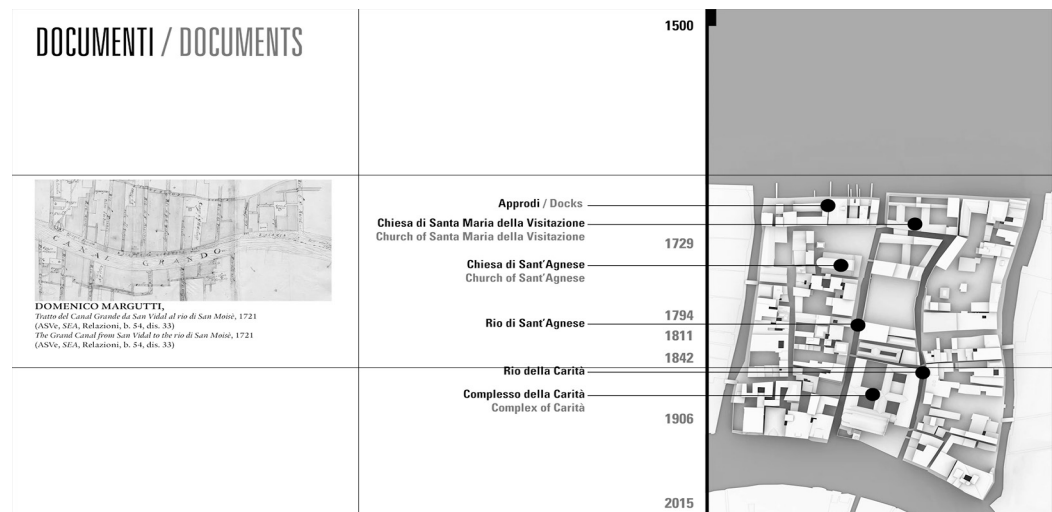 DOCUMENTI / DOCUMENTS
CANAL GRANDO
DOMENICO MARGUTTI,
Tratto del Canal Grande da San Vidal al rio di San Moisè, 1721
(ASVe, SEA, Relazioni, b. 54, dis. 33)
The Grand Canal from San Vidal to the rio di San Moisè, 1721
(ASVe, SEA, Relazioni, b. 54, dis. 33)
1500
Approdi / Docks
Chiesa di Santa Maria della Visitazione
Church of Santa Maria della Visitazione
1729
Chiesa di Sant'Agnese
Church of Sant'Agnese
1794
Rio di Sant'Agnese
1811
1842
Rio della Carità
Complesso della Carità
Complex of Carità
1906
2015